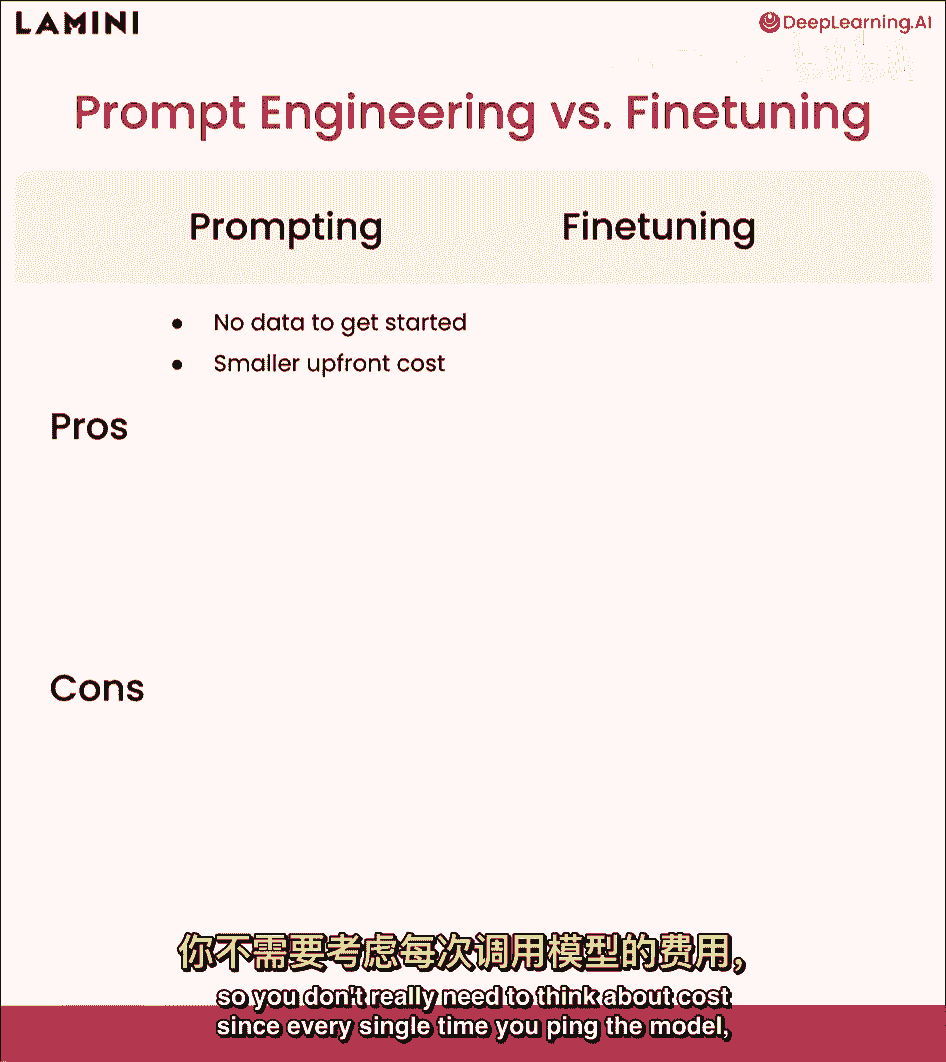 LAMINI
DeepLearning.AI
Prompt Engineering vs. Finetuning
Prompting
Finetuning
● No data to get started
● Smaller upfront cost
Pros
Cons
你不需要考虑每次调用模型的费用,
so you don't really need to think about cost
since every single time you ping the model,